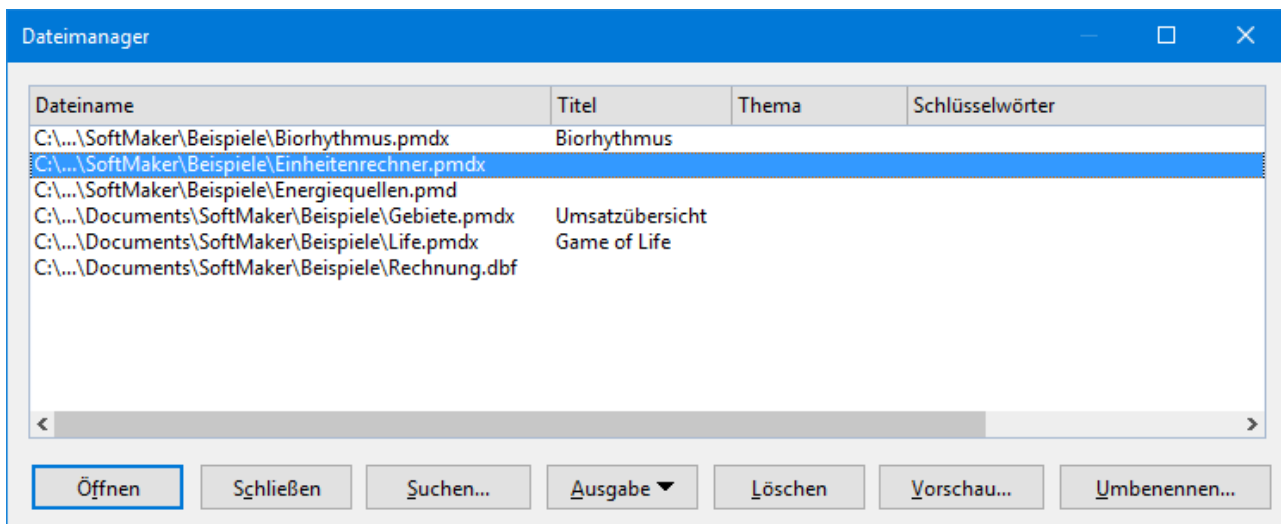 Dateimanager
Dateiname Titel Thema Schlüsselwörter
C:\...\SoftMaker\Beispiele\Biorhythmus.pmdx Biorhythmus
C:\...\SoftMaker\Beispiele\Einheitenrechner.pmdx
C:\...\SoftMaker\Beispiele\Energiequellen.pmd
C:\...\Documents\SoftMaker\Beispiele\Gebiete.pmdx Umsatzübersicht
C:\...\Documents\SoftMaker\Beispiele\Life.pmdx Game of Life
C:\...\Documents\SoftMaker\Beispiele\Rechnung.dbf
Öffnen Schließen Suchen... Ausgabe Löschen Vorschau... Umbenennen...